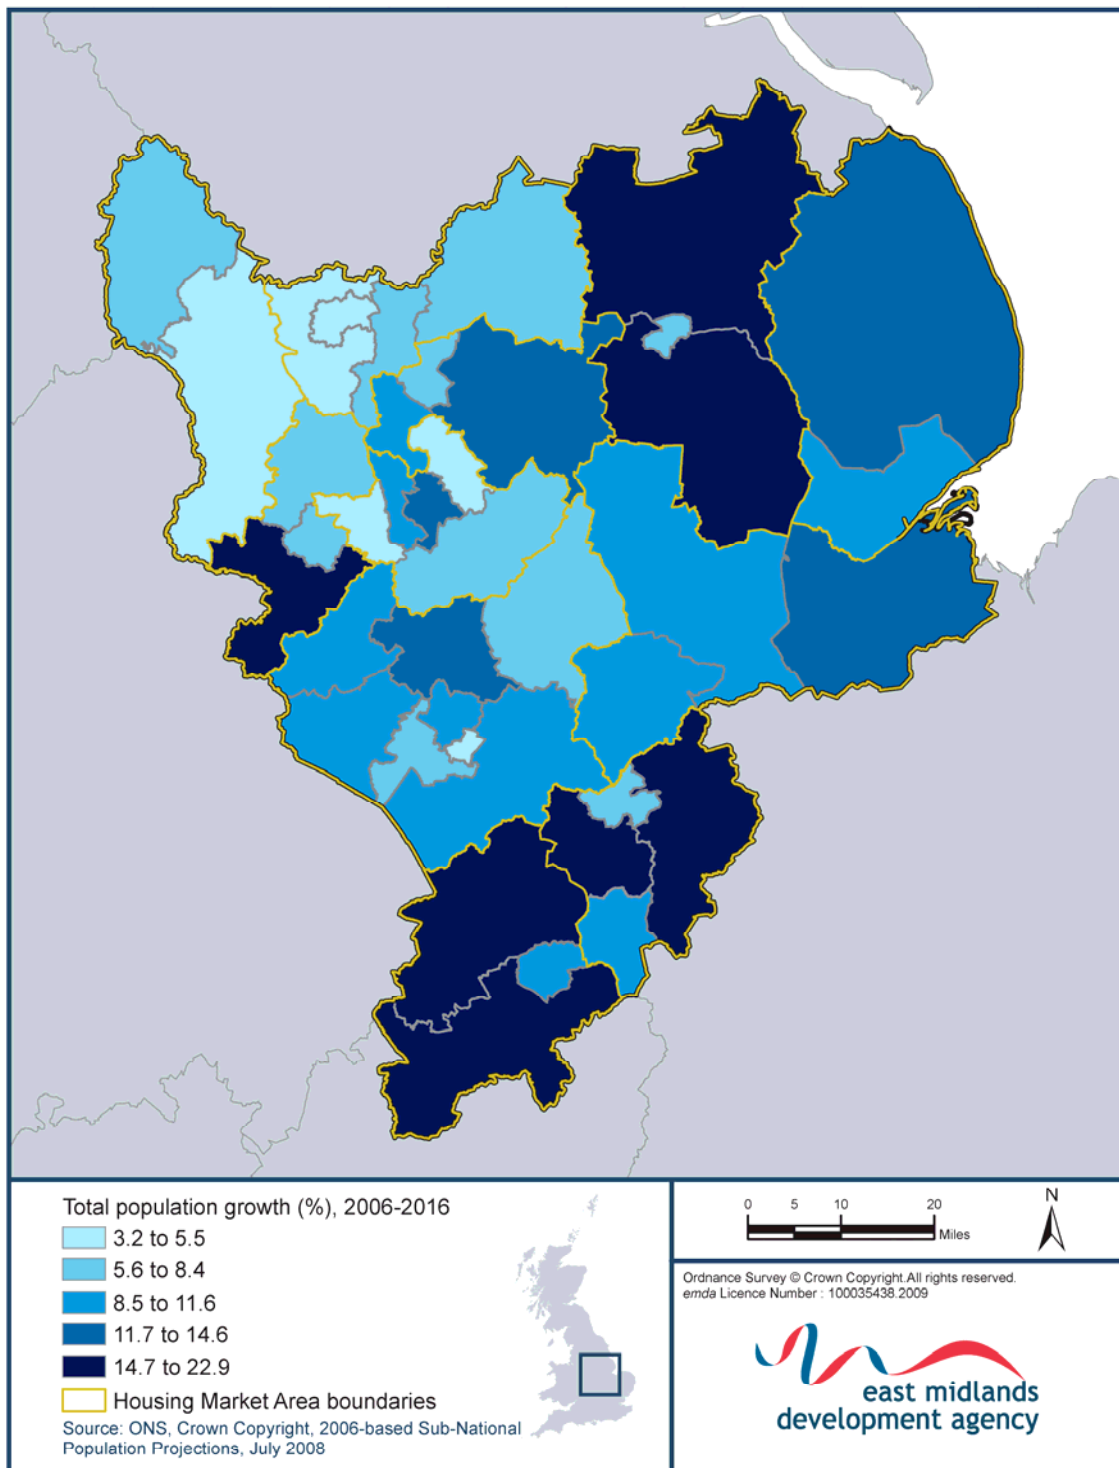 Total population growth (%), 2006-2016
3.2 to 5.5
5.6 to 8.4
8.5 to 11.6
11.7 to 14.6
14.7 to 22.9
Housing Market Area boundaries
Source: ONS, Crown Copyright, 2006-based Sub-National
Population Projections, July 2008
0 5 10 20
Miles
N
Ordnance Survey © Crown Copyright.All rights reserved.
emda Licence Number : 100035438.2009
east midlands
development agency